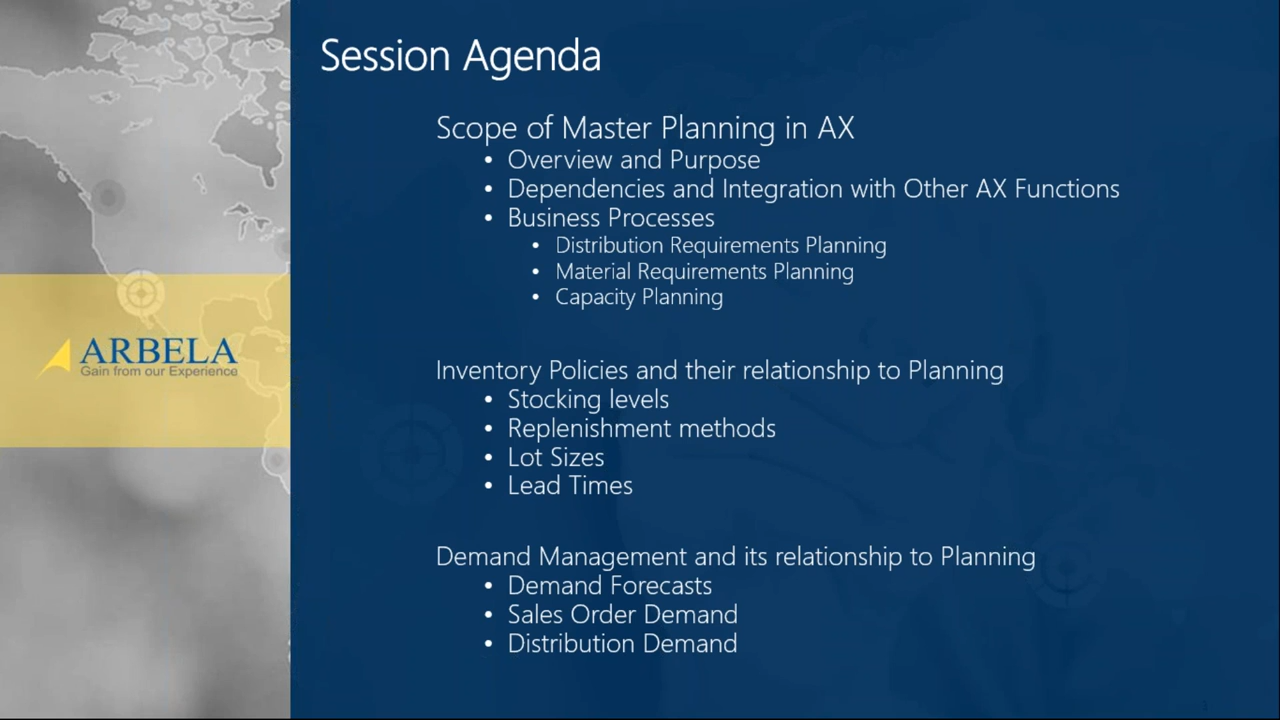 Session Agenda
Scope of Master Planning in AX
• Overview and Purpose
• Dependencies and Integration with Other AX Functions
• Business Processes
• Distribution Requirements Planning
• Material Requirements Planning
• Capacity Planning
ARBELA
Gain from our Experience
Inventory Policies and their relationship to Planning
• Stocking levels
• Replenishment methods
• Lot Sizes
• Lead Times
Demand Management and its relationship to Planning
• Demand Forecasts
• Sales Order Demand
• Distribution Demand